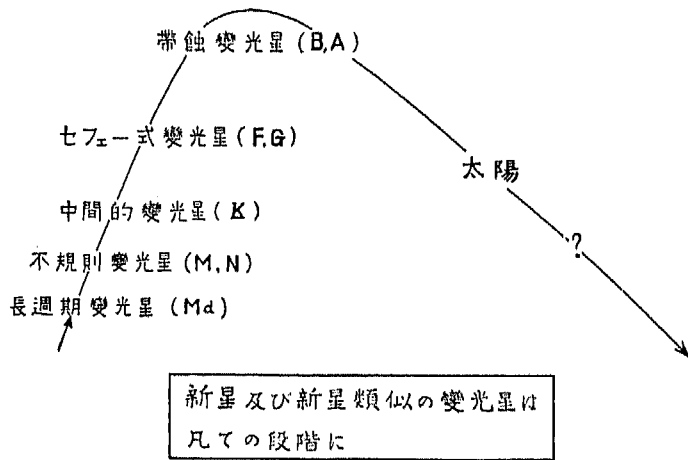 帶蝕變光星(B,A)
セフェー式變光星(F,G)
太陽
中間的變光星(K)
?
不規則變光星(M,N)
長週期變光星(Md)
新星及び新星類似の變光星は
凡ての段階に